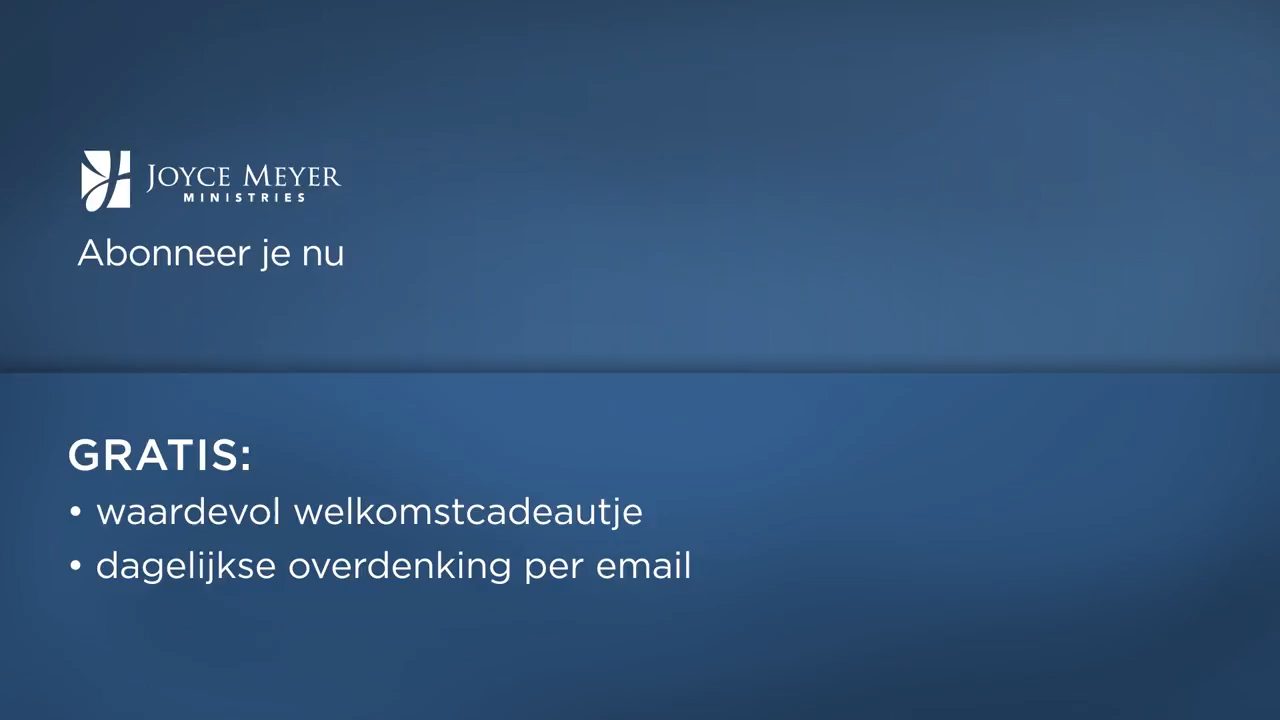 JOYCE MEYER
MINISTRIES
Abonneer je nu
GRATIS:
• waardevol welkomstcadeautje
• dagelijkse overdenking per email